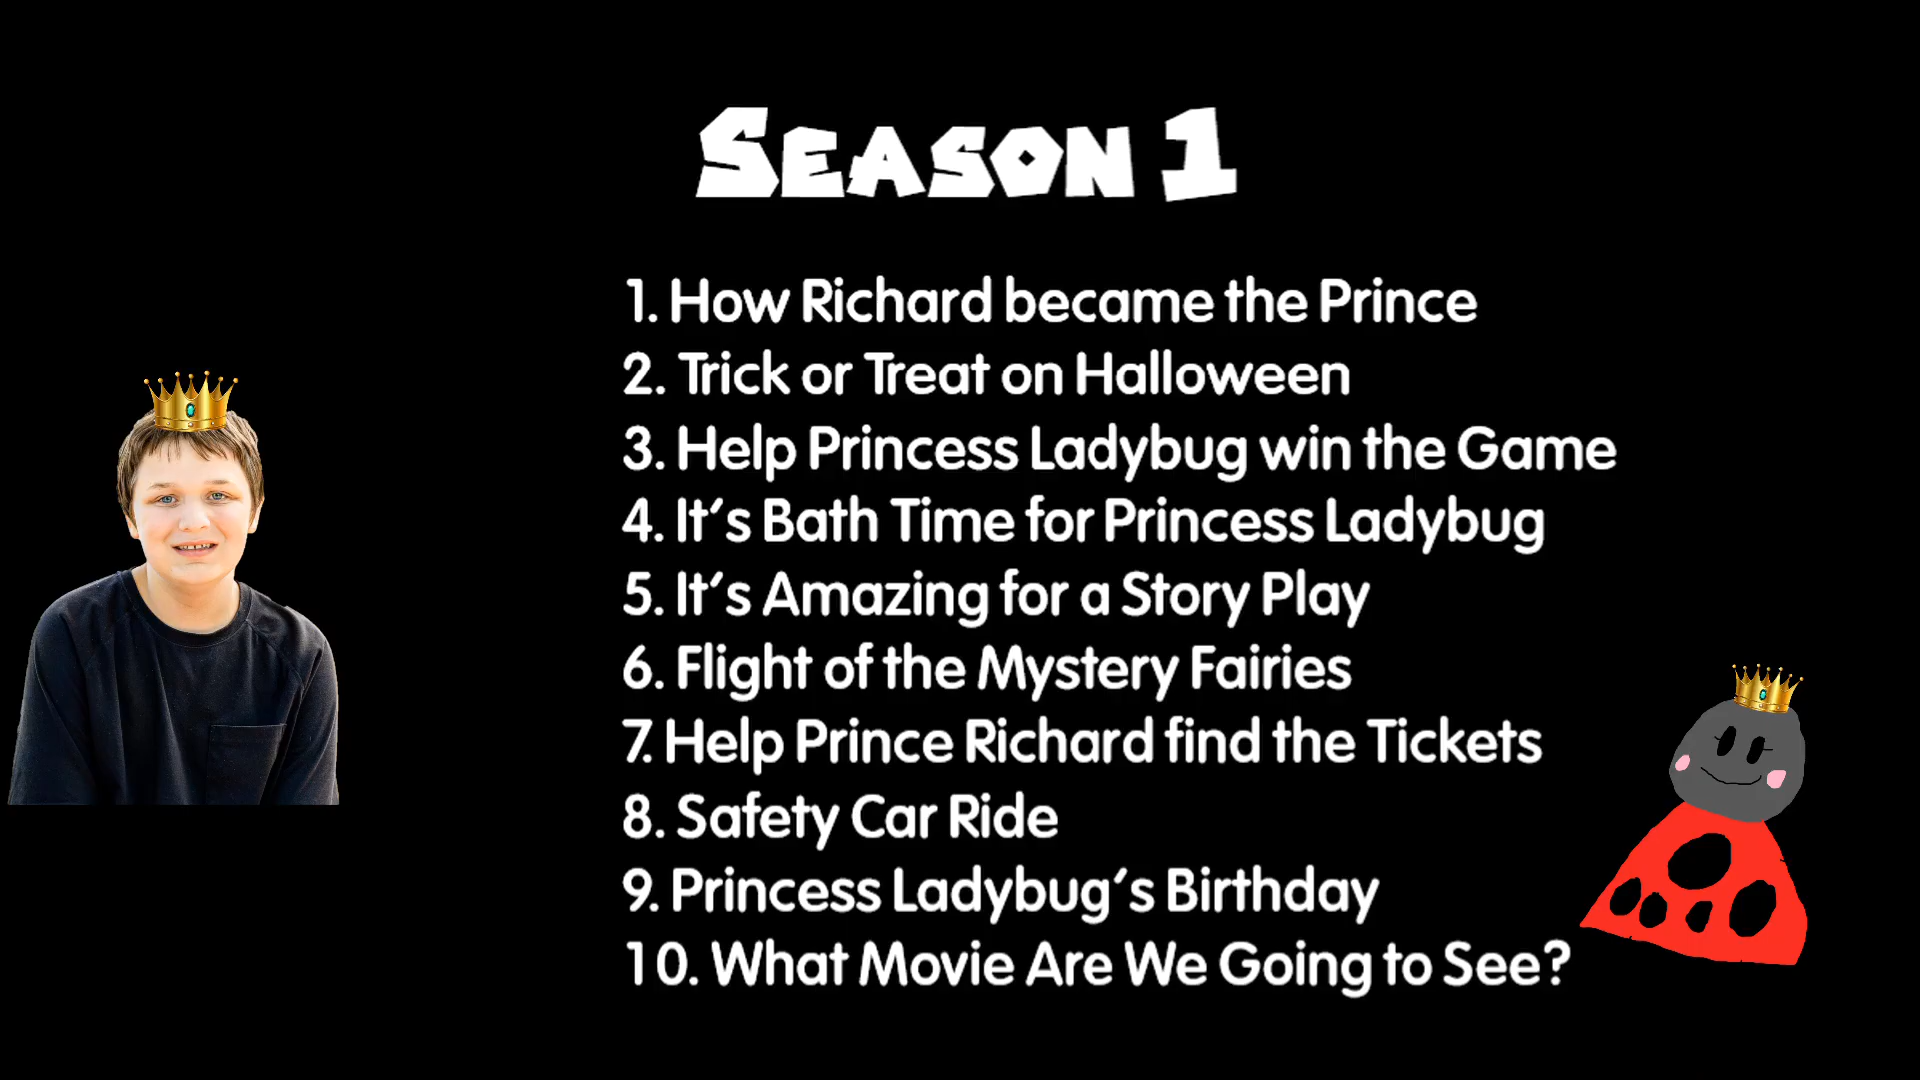 Season 1
1. How Richard became the Prince
2. Trick or Treat on Halloween
3. Help Princess Ladybug win the Game
4. It's Bath Time for Princess Ladybug
5. It's Amazing for a Story Play
6. Flight of the Mystery Fairies
7. Help Prince Richard find the Tickets
8. Safety Car Ride
9. Princess Ladybug's Birthday
10. What Movie Are We Going to See?